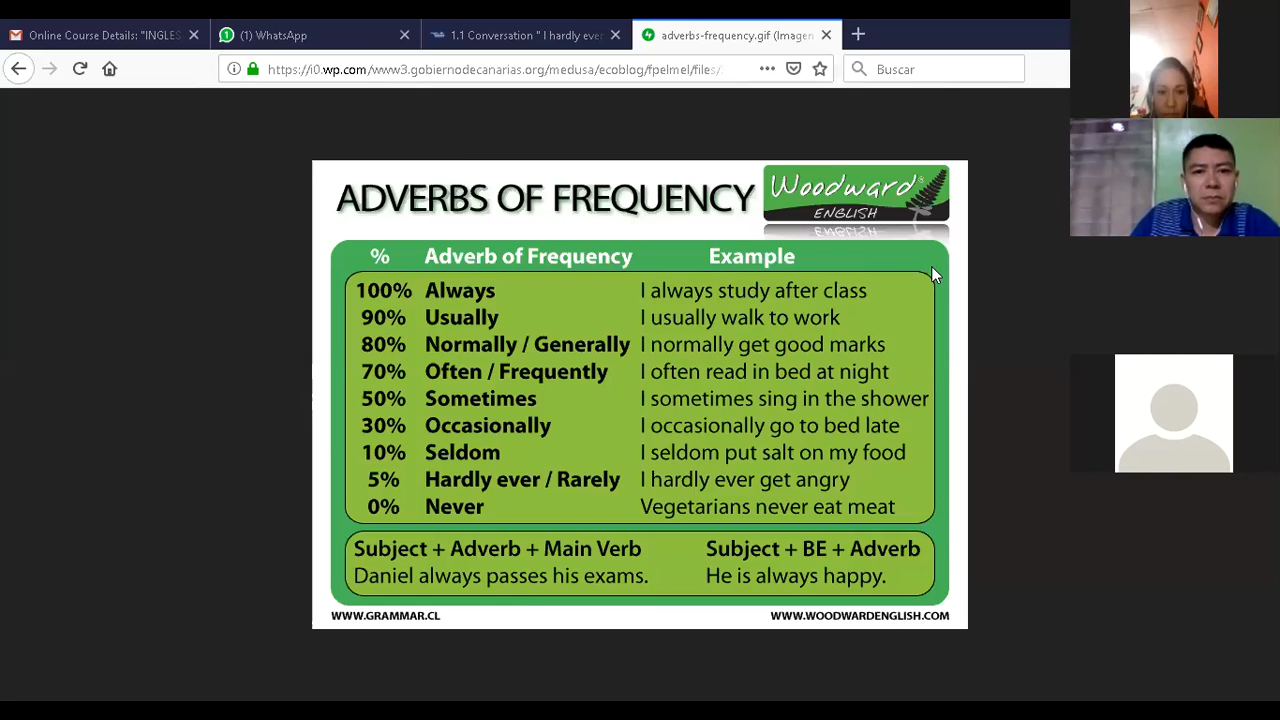 Online Course Details: "INGLES
(1) WhatsApp
1.1 Conversation " I hardly ever
adverbs-frequency.gif (Imagen
https://i0.wp.com/www3.gobiernodecanarias.org/medusa/ecoblog/fpelmel/files/
Buscar
ADVERBS OF FREQUENCY
Woodward®
ENGLISH
% Adverb of Frequency Example
100% Always I always study after class
90% Usually I usually walk to work
80% Normally / Generally I normally get good marks
70% Often / Frequently I often read in bed at night
50% Sometimes I sometimes sing in the shower
30% Occasionally I occasionally go to bed late
10% Seldom I seldom put salt on my food
5% Hardly ever / Rarely I hardly ever get angry
0% Never Vegetarians never eat meat
Subject + Adverb + Main Verb Subject + BE + Adverb
Daniel always passes his exams. He is always happy.
WWW.GRAMMAR.CL WWW.WOODWARDENGLISH.COM